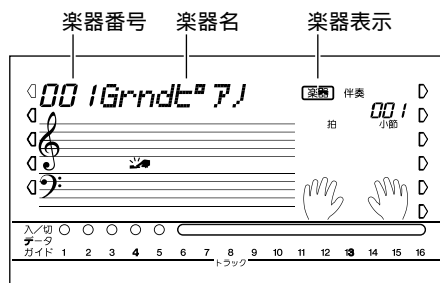 楽器番号 楽器名 楽器表示
001Grndピアノ 楽器 伴奏
001
拍 小節
入/切
データ
ガイド 1 2 3 4 5 6 7 8 9 10 11 12 13 14 15 16
トラック